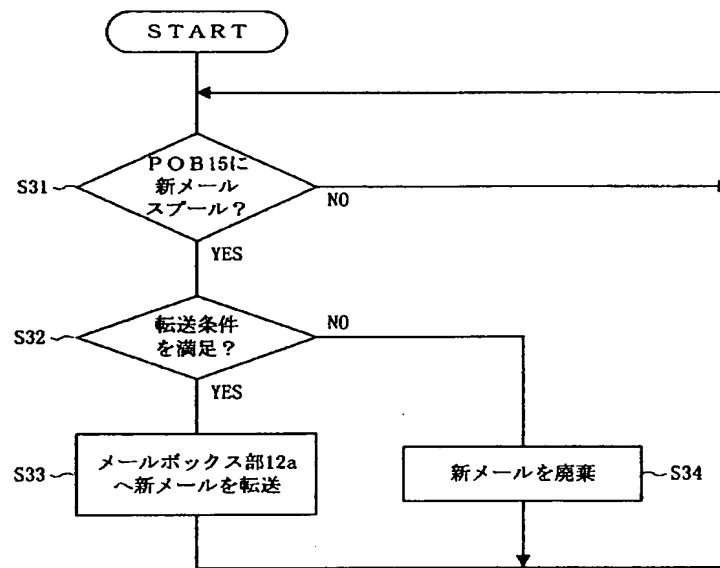 START
POB15に
新メール
スプール？
S31
NO
YES
転送条件
を満足？
S32
NO
YES
メールボックス部12a
へ新メールを転送
S33
新メールを廃棄
S34